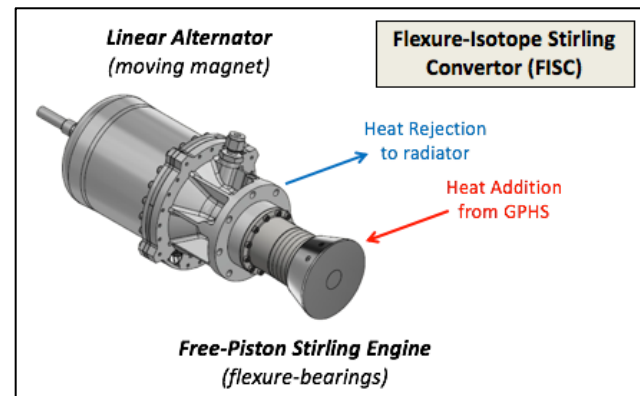 Linear Alternator
(moving magnet)
Flexure-Isotope Stirling
Convertor (FISC)
Heat Rejection
to radiator
Heat Addition
from GPHS
Free-Piston Stirling Engine
(flexure-bearings)